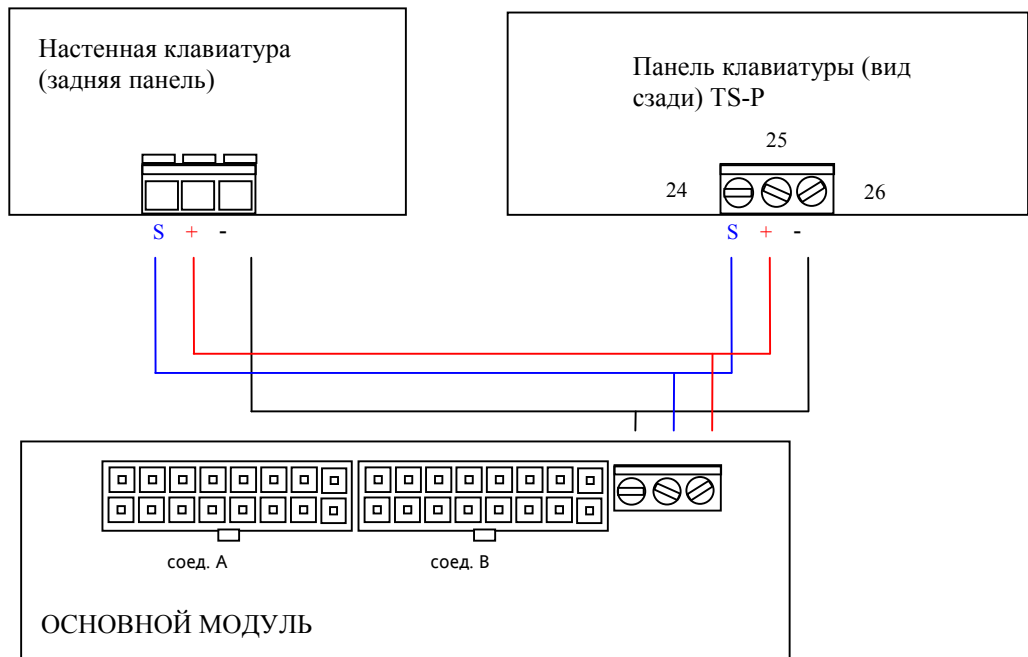 Настенная клавиатура
(задняя панель)
Панель клавиатуры (вид
сзади) TS-P
25
24
26
S + -
S + -
соед. A
соед. B
ОСНОВНОЙ МОДУЛЬ